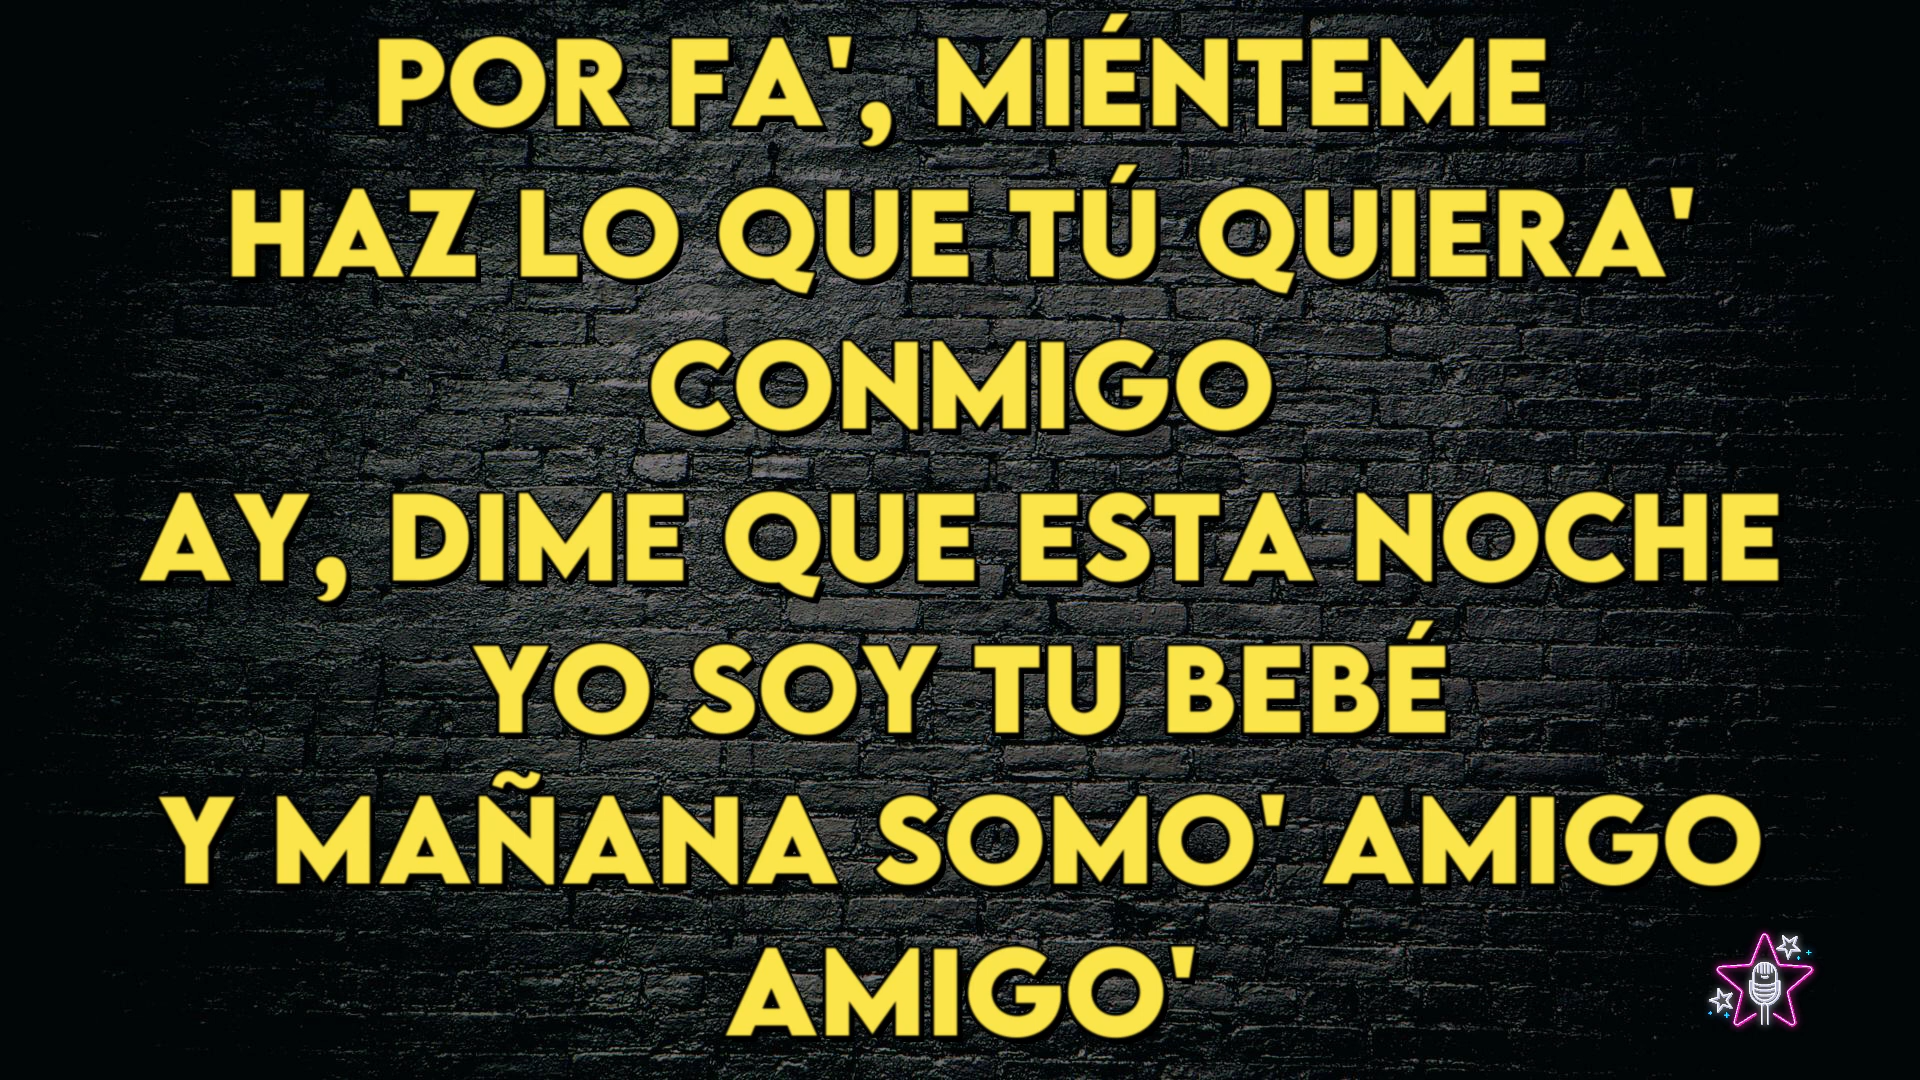 POR FA', MIÉNTEME
HAZ LO QUE TÚ QUIERA'
CONMIGO
AY, DIME QUE ESTA NOCHE
YO SOY TU BEBÉ
Y MAÑANA SOMO' AMIGO
AMIGO'